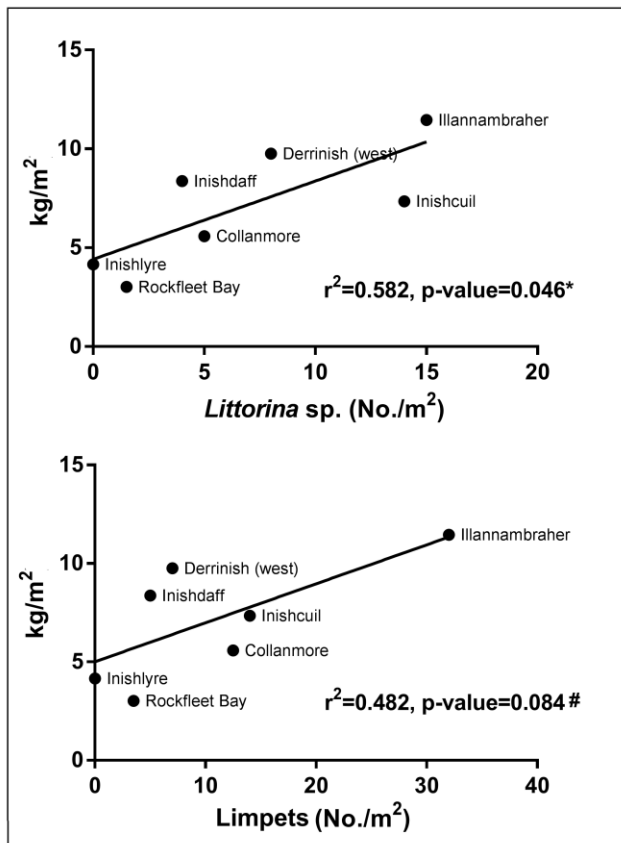 15
Illannambraher
Derrinish (west)
10
Inishdaff
Inishcuil
kg/m²
Collanmore
5
Inishlyre
Rockfleet Bay
r²=0.582, p-value=0.046*
0
0 5 10 15 20
Littorina sp. (No./m²)
15
Illannambraher
Derrinish (west)
10
Inishdaff
Inishcuil
kg/m²
Collanmore
5
Inishlyre
Rockfleet Bay
r²=0.482, p-value=0.084 #
0
0 10 20 30 40
Limpets (No./m²)